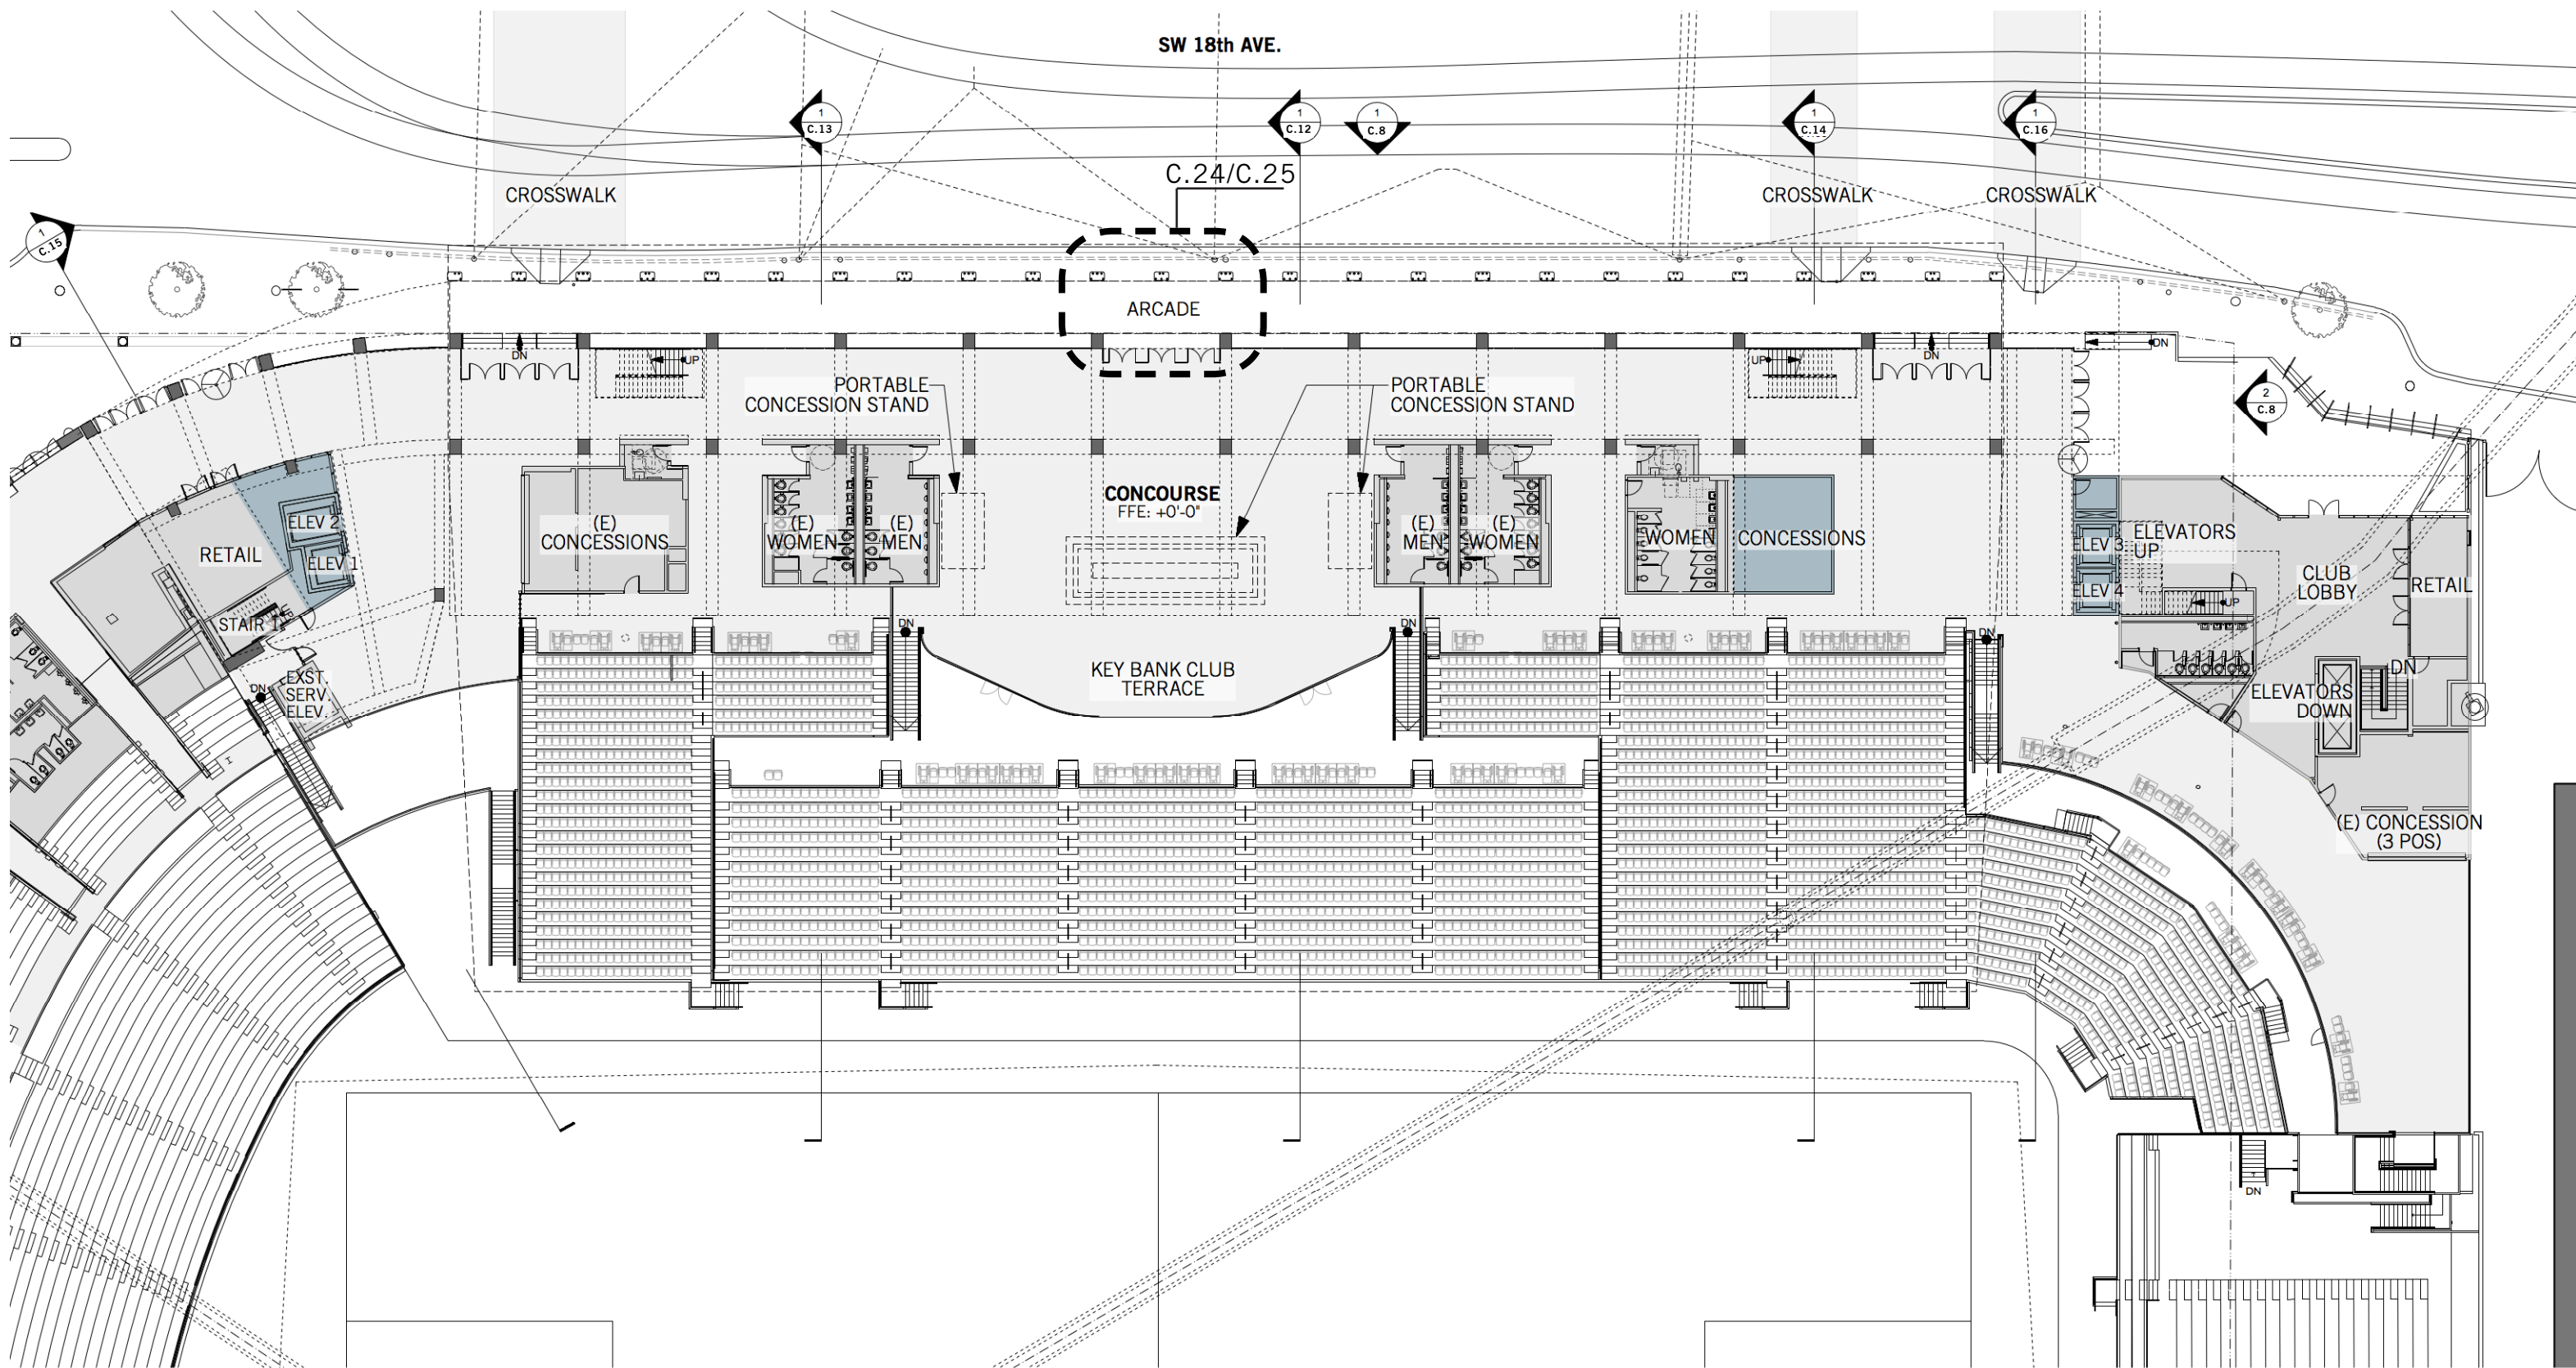 SW 18th AVE.
1
C.13
1
C.12
1
C.8
1
C.14
1
C.16
C.24/C.25
CROSSWALK
CROSSWALK
CROSSWALK
1
C.15
ARCADE
DN
UP
UP
DN
DN
PORTABLE
CONCESSION STAND
PORTABLE
CONCESSION STAND
2
C.8
CONCOURSE
FFE: +0'-0"
ELEV 2
ELEV 1
RETAIL
(E)
CONCESSIONS
(E)
WOMEN
(E)
MEN
(E)
MEN
(E)
WOMEN
WOMEN
CONCESSIONS
ELEV 3
ELEV 4
ELEVATORS
UP
CLUB
LOBBY
RETAIL
UP
STAIR 1
UP
DN
DN
DN
KEY BANK CLUB
TERRACE
EXST.
SERV.
ELEV.
DN
DN
ELEVATORS
DOWN
(E) CONCESSION
(3 POS)
DN